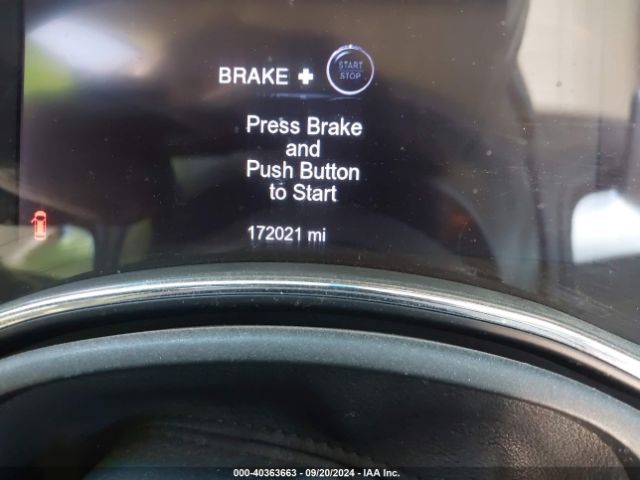 BRAKE + START
STOP
Press Brake
and
Push Button
to Start
172021 mi
000-40363663 - 09/20/2024 - IAA Inc.